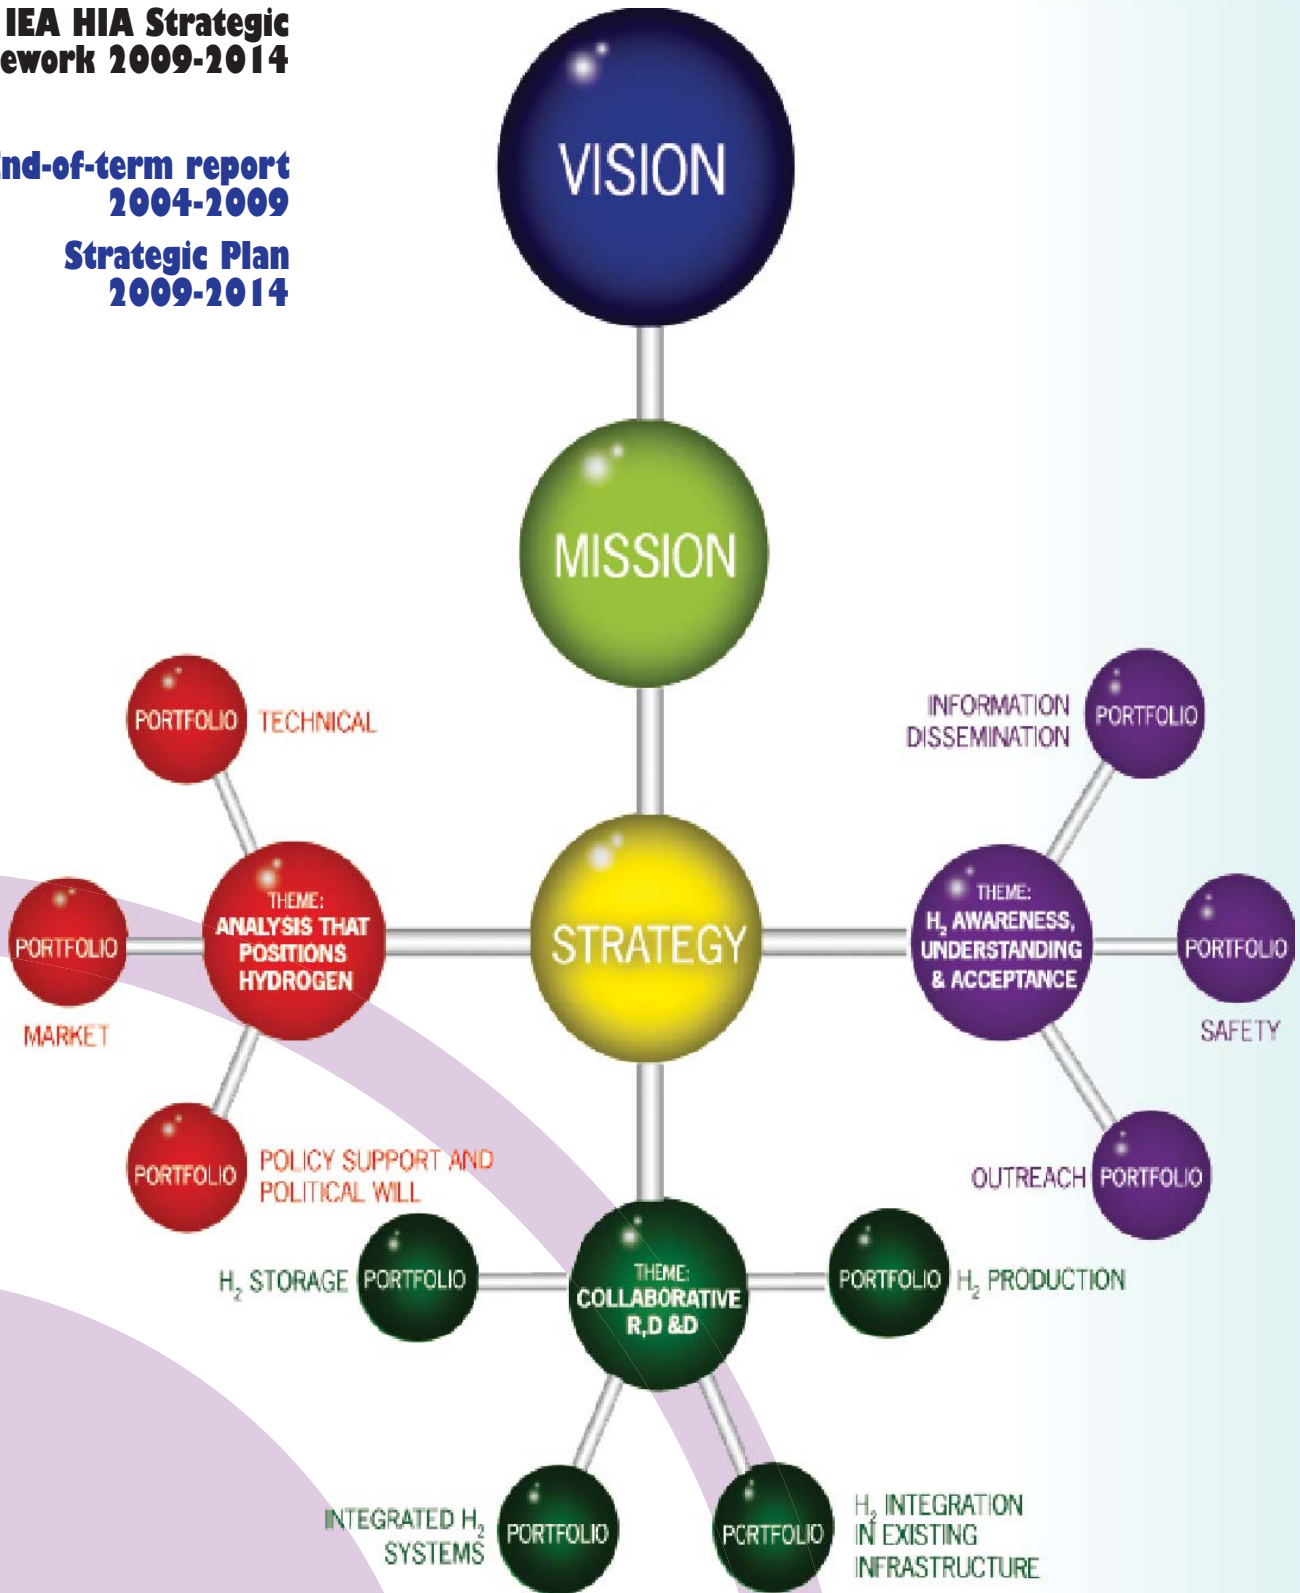 IEA HIA Strategic
ework 2009-2014
nd-of-term report
2004-2009
Strategic Plan
2009-2014
VISION
MISSION
STRATEGY
THEME:
ANALYSIS THAT
POSITIONS
HYDROGEN
PORTFOLIO
TECHNICAL
PORTFOLIO
MARKET
PORTFOLIO
POLICY SUPPORT AND
POLITICAL WILL
THEME:
H₂ AWARENESS,
UNDERSTANDING
& ACCEPTANCE
INFORMATION
DISSEMINATION
PORTFOLIO
PORTFOLIO
SAFETY
OUTREACH
PORTFOLIO
THEME:
COLLABORATIVE
R,D &D
H₂ STORAGE
PORTFOLIO
PORTFOLIO
H₂ PRODUCTION
INTEGRATED H₂
SYSTEMS
PORTFOLIO
PORTFOLIO
H₂ INTEGRATION
IN EXISTING
INFRASTRUCTURE